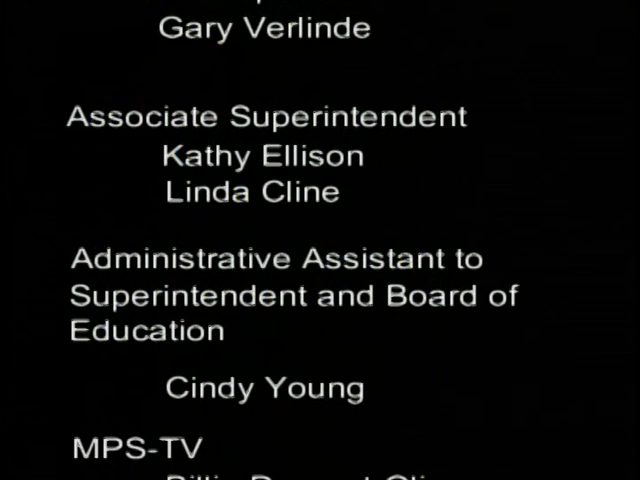 Gary Verlinde
Associate Superintendent
Kathy Ellison
Linda Cline
Administrative Assistant to
Superintendent and Board of
Education
Cindy Young
MPS-TV